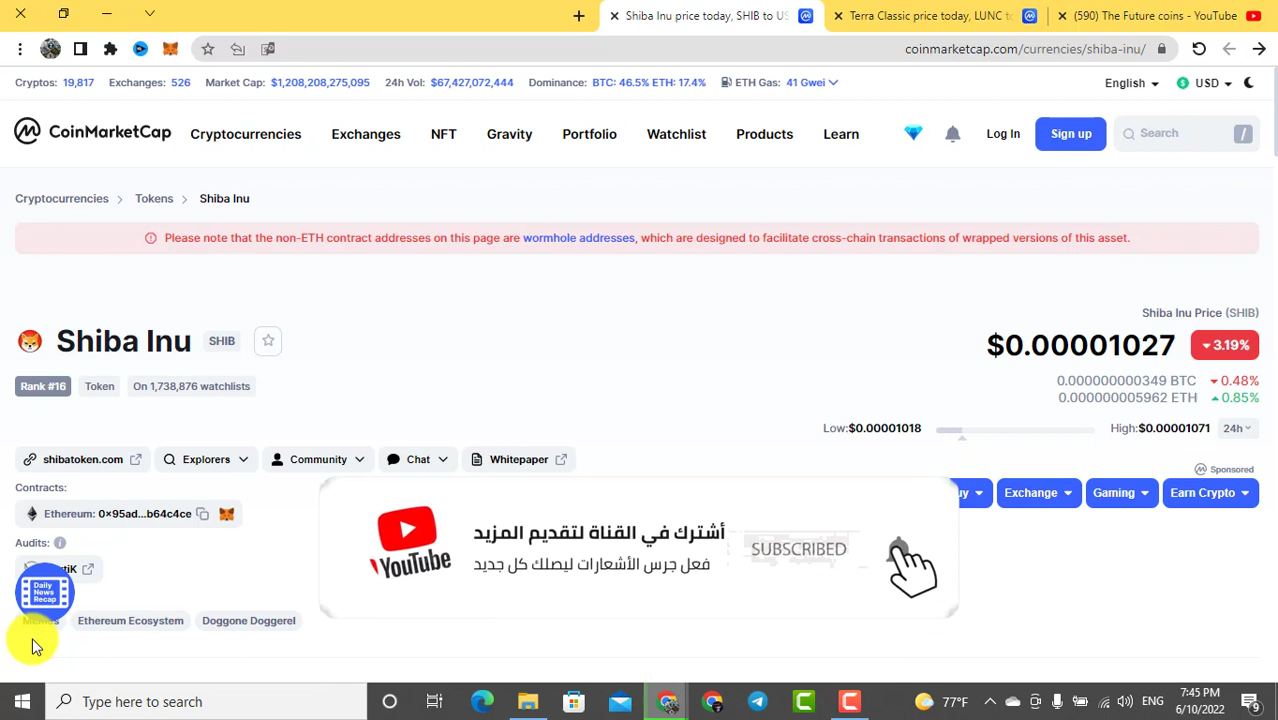 Shiba Inu price today, SHIB to US
Terra Classic price today, LUNC to
(590) The Future coins - YouTube
coinmarketcap.com/currencies/shiba-inu/
Cryptos: 19,817 Exchanges: 526 Market Cap: $1,208,208,275,095 24h Vol: $67,427,072,444 Dominance: BTC: 46.5% ETH: 17.4% ETH Gas: 41 Gwei
English USD
CoinMarketCap Cryptocurrencies Exchanges NFT Gravity Portfolio Watchlist Products Learn Log In Sign up Search /
Cryptocurrencies Tokens Shiba Inu
Please note that the non-ETH contract addresses on this page are wormhole addresses, which are designed to facilitate cross-chain transactions of wrapped versions of this asset.
Shiba Inu Price (SHIB)
Shiba Inu SHIB
$0.00001027 3.19%
Rank #16 Token On 1,738,876 watchlists
0.000000000349 BTC 0.48%
0.000000005962 ETH 0.85%
Low:$0.00001018 High:$0.00001071 24h
shibatoken.com Explorers Community Chat Whitepaper
Sponsored
Contracts:
Exchange Gaming Earn Crypto
Ethereum: 0×95ad...b64c4ce
أشترك في القناة لتقديم المزيد
فعل جرس الأشعارات ليصلك كل جديد
YouTube
SUBSCRIBED
Audits:
Daily
News
Recap
Memes Ethereum Ecosystem Doggone Doggerel
Type here to search
77°F
ENG
7:45 PM
6/10/2022
9